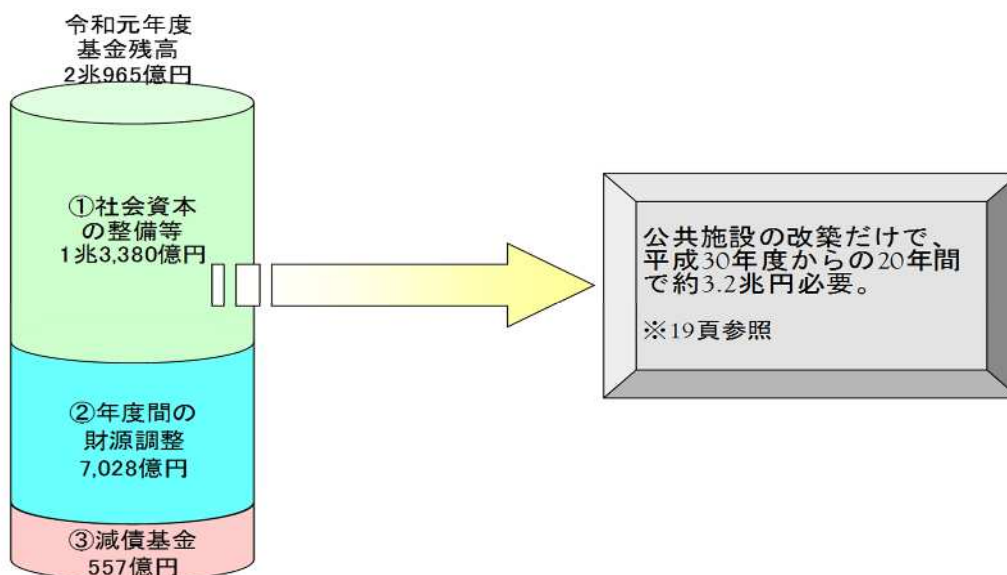 令和元年度
基金残高
2兆965億円
①社会資本
の整備等
1兆3,380億円
②年度間の
財源調整
7,028億円
③減債基金
557億円
公共施設の改築だけで、
平成30年度からの20年間
で約3.2兆円必要。
※19頁参照